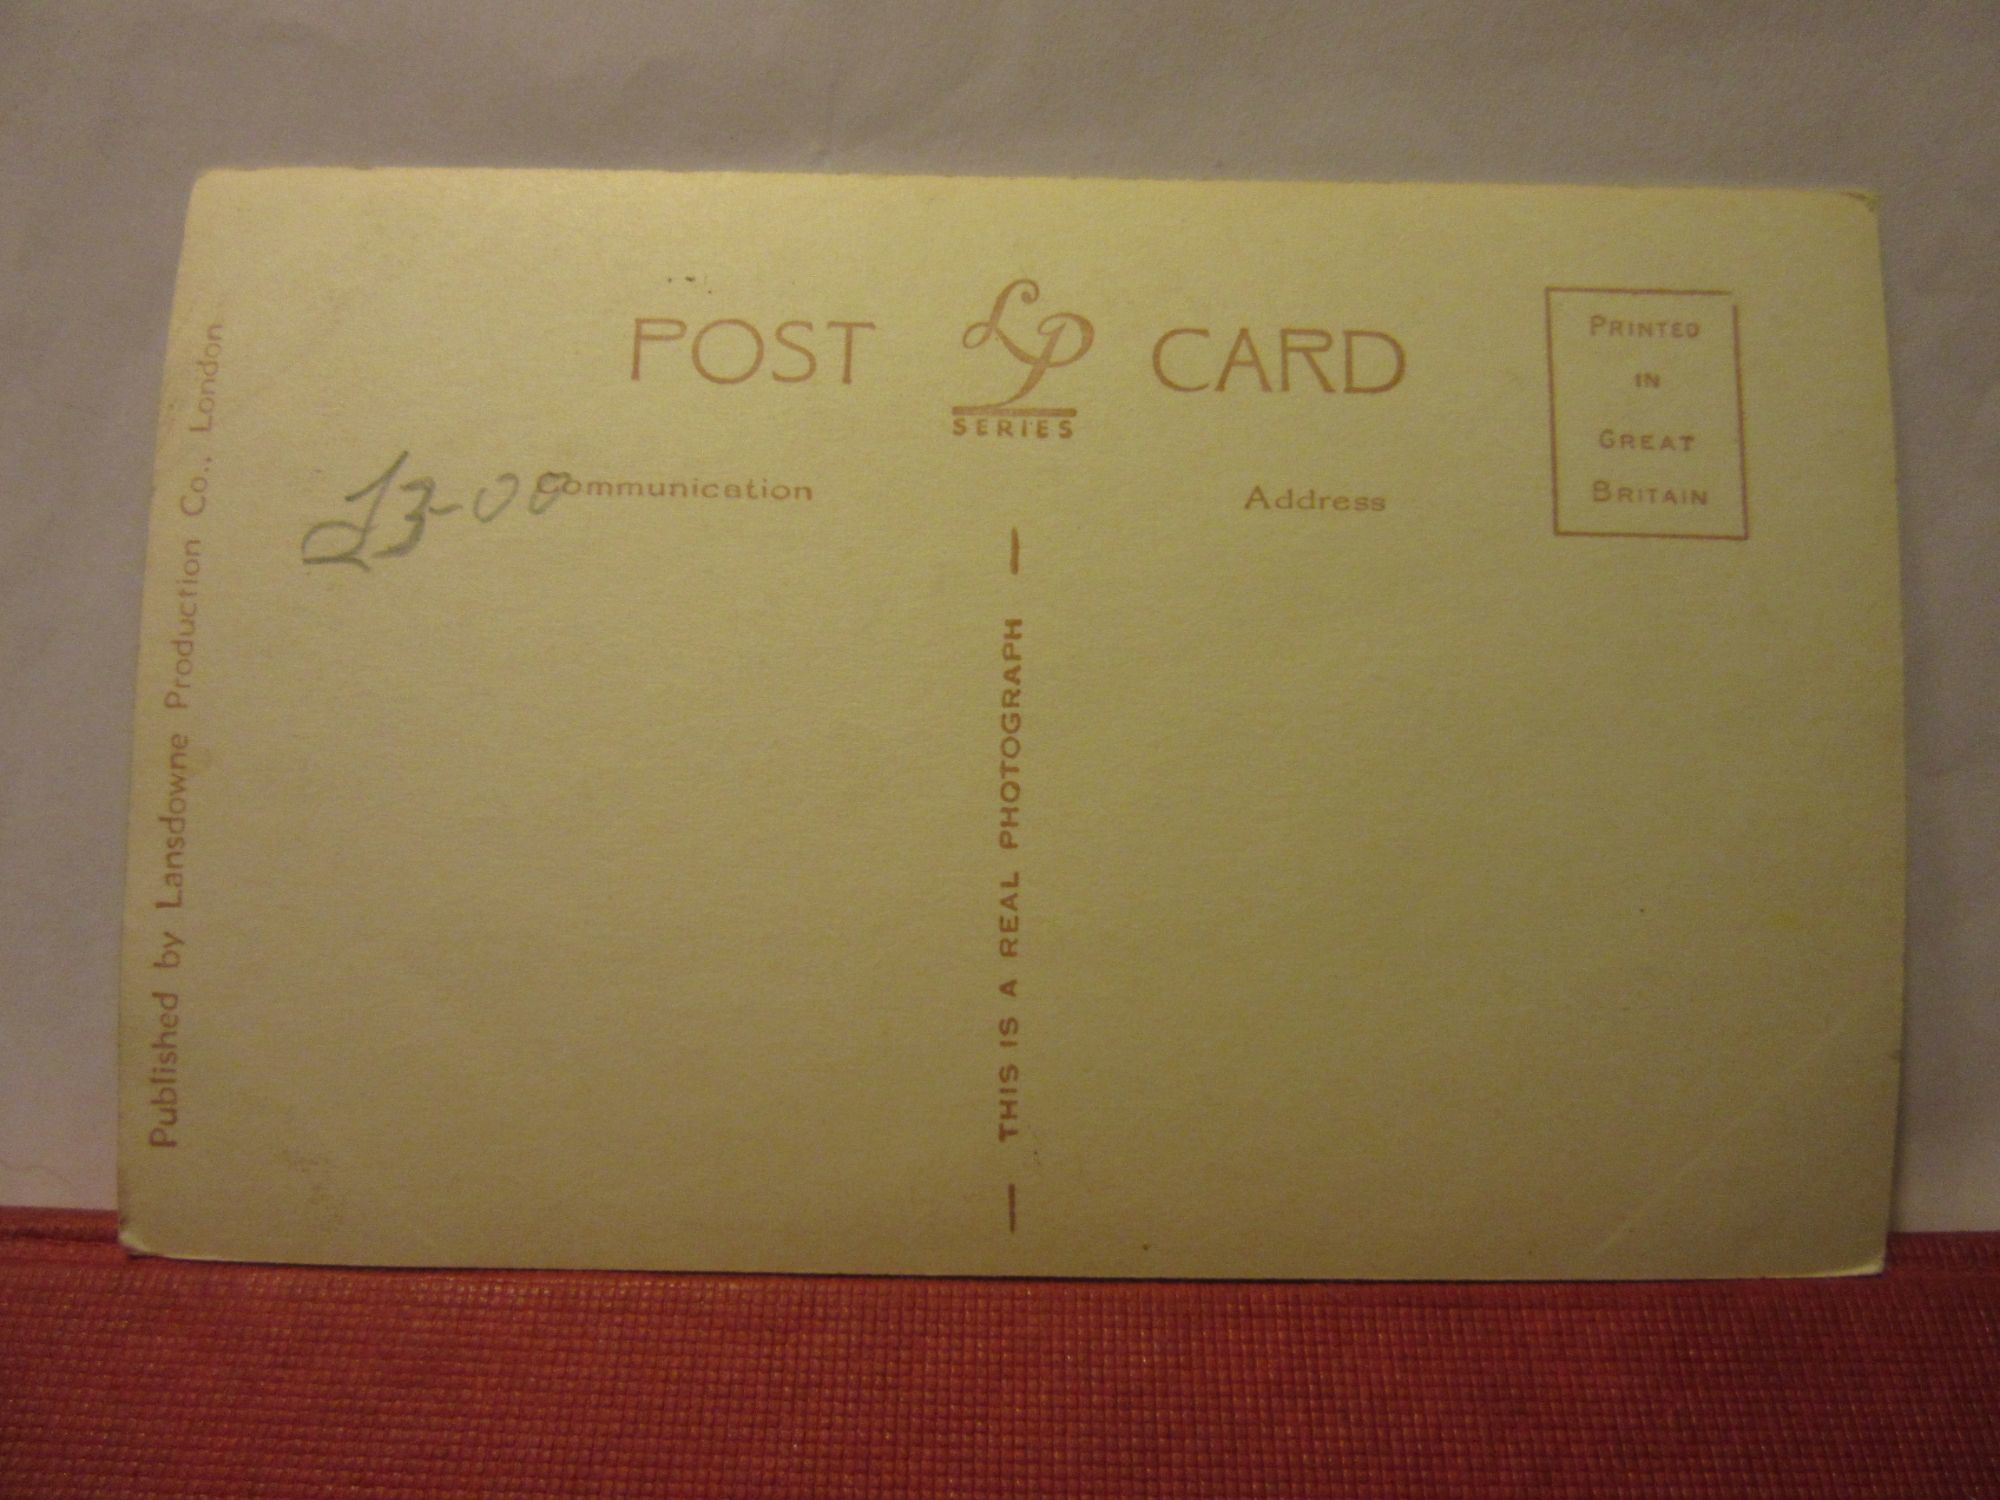 POST LP CARD
SERIES
PRINTED
IN
GREAT
BRITAIN
£3-00
Communication
Address
THIS IS A REAL PHOTOGRAPH
Published by Lansdowne Production Co., London